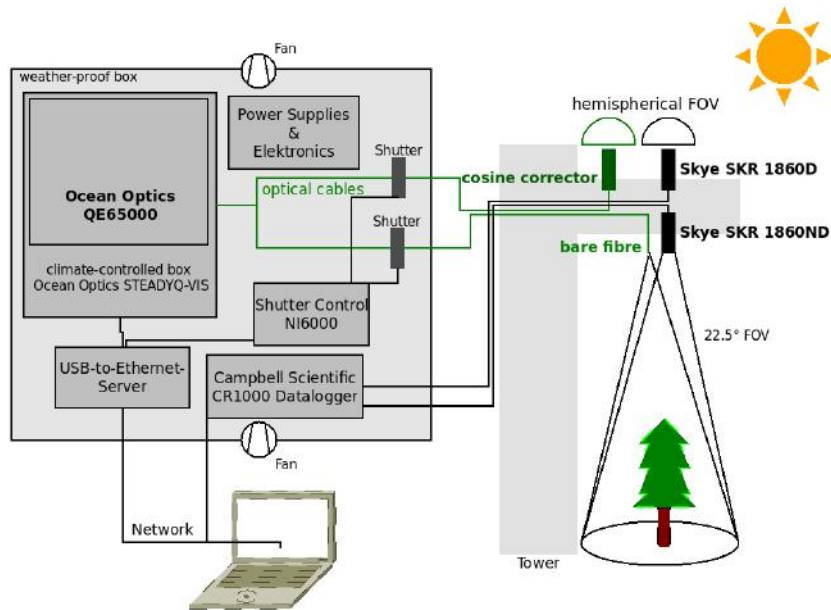 Fan
weather-proof box
Power Supplies
&
Elektronics
Shutter
Ocean Optics
QE65000
optical cables
Shutter
climate-controlled box
Ocean Optics STEADYQ-VIS
Shutter Control
NI6000
USB-to-Ethernet-
Server
Campbell Scientific
CR1000 Datalogger
Fan
Network
hemispherical FOV
cosine corrector
Skye SKR 1860D
Skye SKR 1860ND
bare fibre
22.5° FOV
Tower